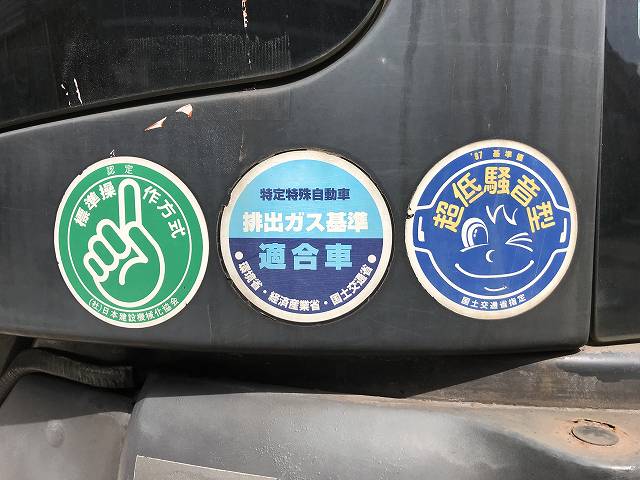 認定
標準操作方式
(社)日本建設機械化協会
特定特殊自動車
排出ガス基準
適合車
●環境省・経済産業省・国土交通省●
'97 基準値
超低騒音型
国土交通省指定